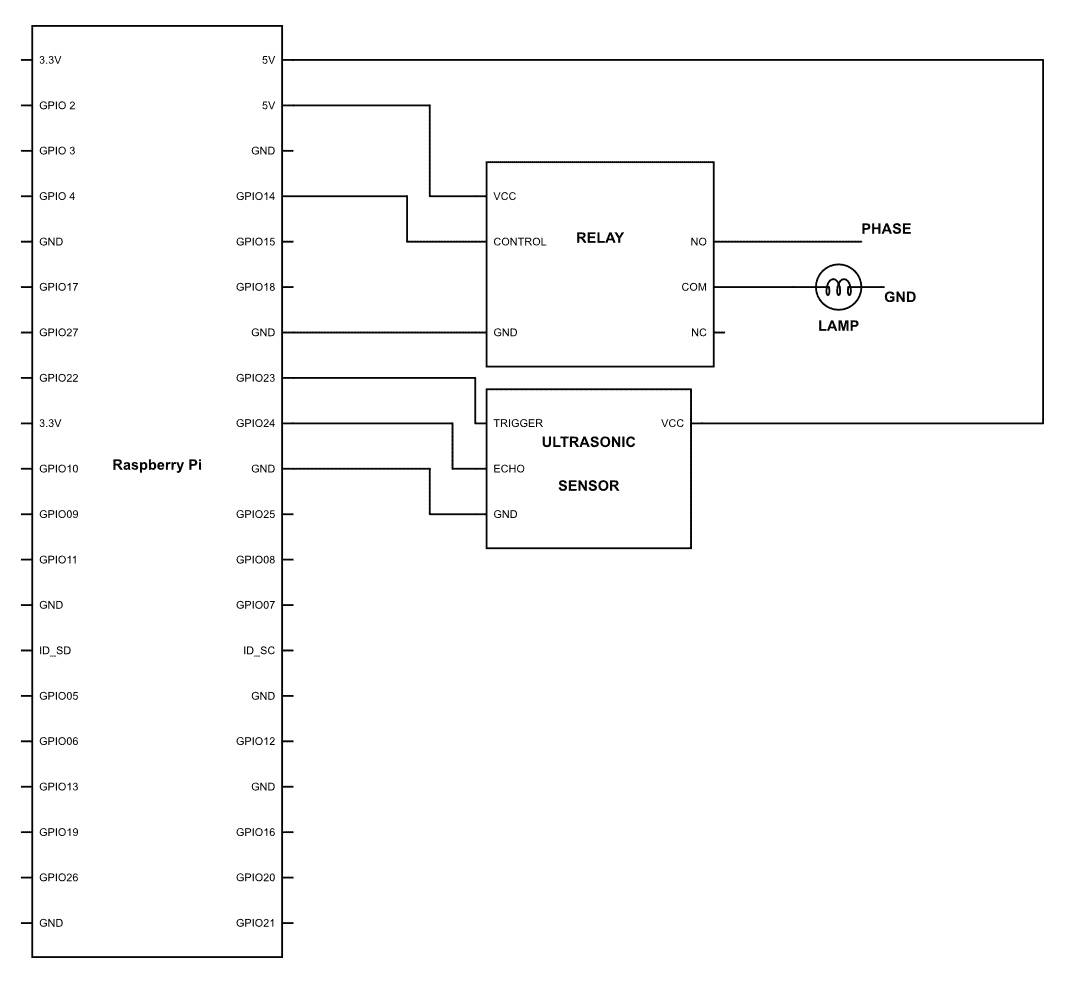 3.3V
GPIO 2
GPIO 3
GPIO 4
GND
GPIO17
GPIO27
GPIO22
3.3V
GPIO10
GPIO09
GPIO11
GND
ID_SD
GPIO05
GPIO06
GPIO13
GPIO19
GPIO26
GND
Raspberry Pi
5V
5V
GND
GPIO14
GPIO15
GPIO18
GND
GPIO23
GPIO24
GND
GPIO25
GPIO08
GPIO07
ID_SC
GND
GPIO12
GND
GPIO16
GPIO20
GPIO21
VCC
CONTROL
GND
RELAY
NO
COM
NC
PHASE
GND
LAMP
TRIGGER
ECHO
GND
ULTRASONIC
SENSOR
VCC